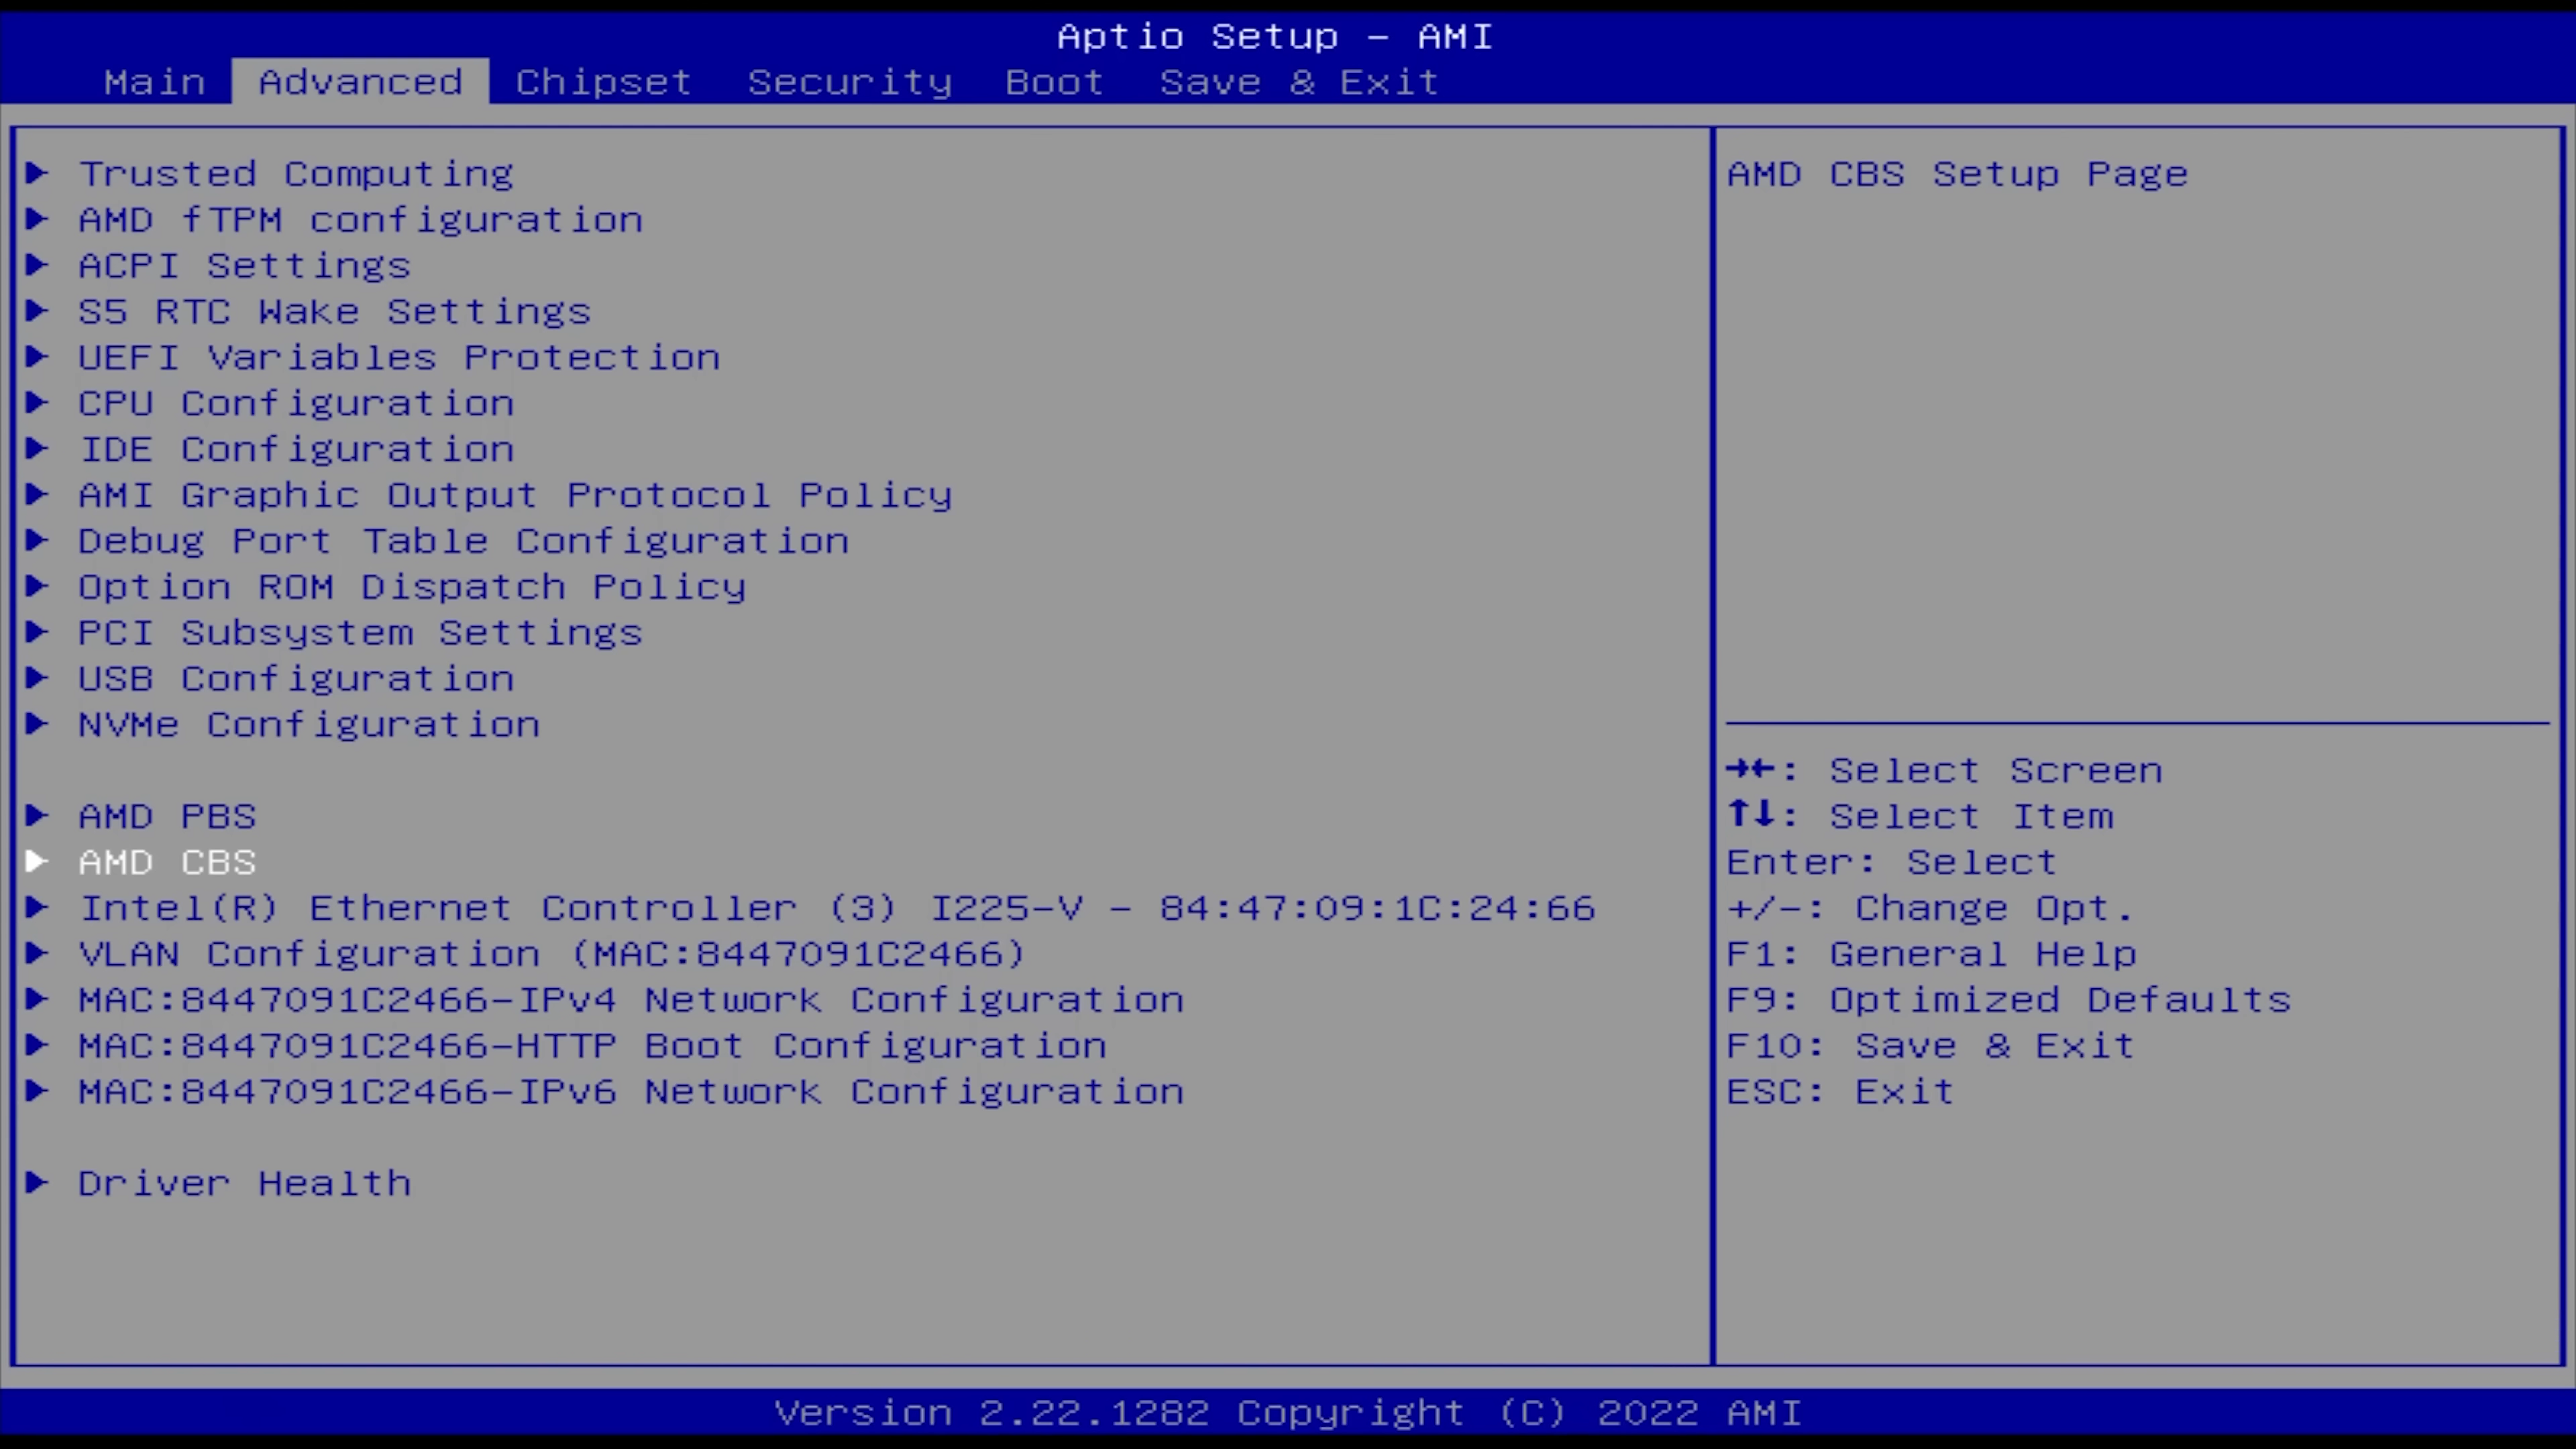 Aptio Setup – AMI
Main Advanced Chipset Security Boot Save & Exit
▶ Trusted Computing
▶ AMD fTPM configuration
▶ ACPI Settings
▶ S5 RTC Wake Settings
▶ UEFI Variables Protection
▶ CPU Configuration
▶ IDE Configuration
▶ AMI Graphic Output Protocol Policy
▶ Debug Port Table Configuration
▶ Option ROM Dispatch Policy
▶ PCI Subsystem Settings
▶ USB Configuration
▶ NVMe Configuration
▶ AMD PBS
▶ AMD CBS
▶ Intel(R) Ethernet Controller (3) I225-V - 84:47:09:1C:24:66
▶ VLAN Configuration (MAC:8447091C2466)
▶ MAC:8447091C2466-IPv4 Network Configuration
▶ MAC:8447091C2466-HTTP Boot Configuration
▶ MAC:8447091C2466-IPv6 Network Configuration
▶ Driver Health
AMD CBS Setup Page
→←: Select Screen
↑↓: Select Item
Enter: Select
+/-: Change Opt.
F1: General Help
F9: Optimized Defaults
F10: Save & Exit
ESC: Exit
Version 2.22.1282 Copyright (C) 2022 AMI